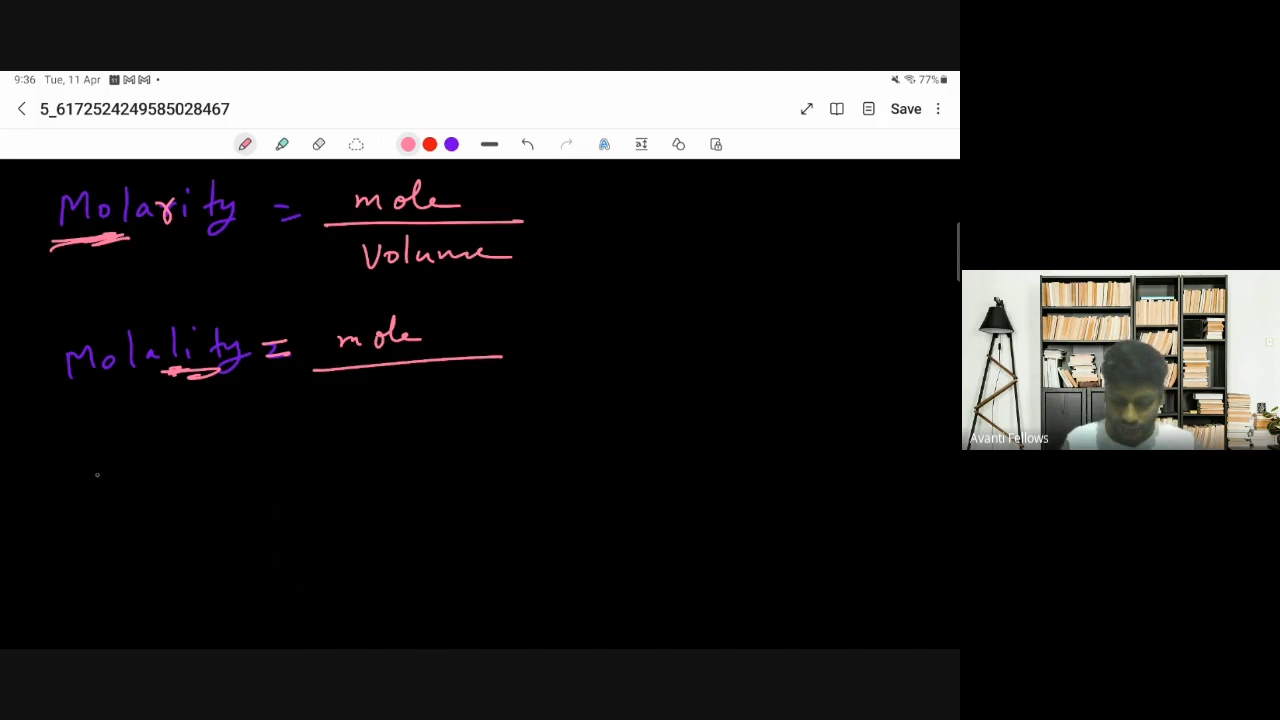 9:36 Tue, 11 Apr
77%
5_6172524249585028467
Save
Molarity = mole
Volume
Molality = mole
Avanti Fellows